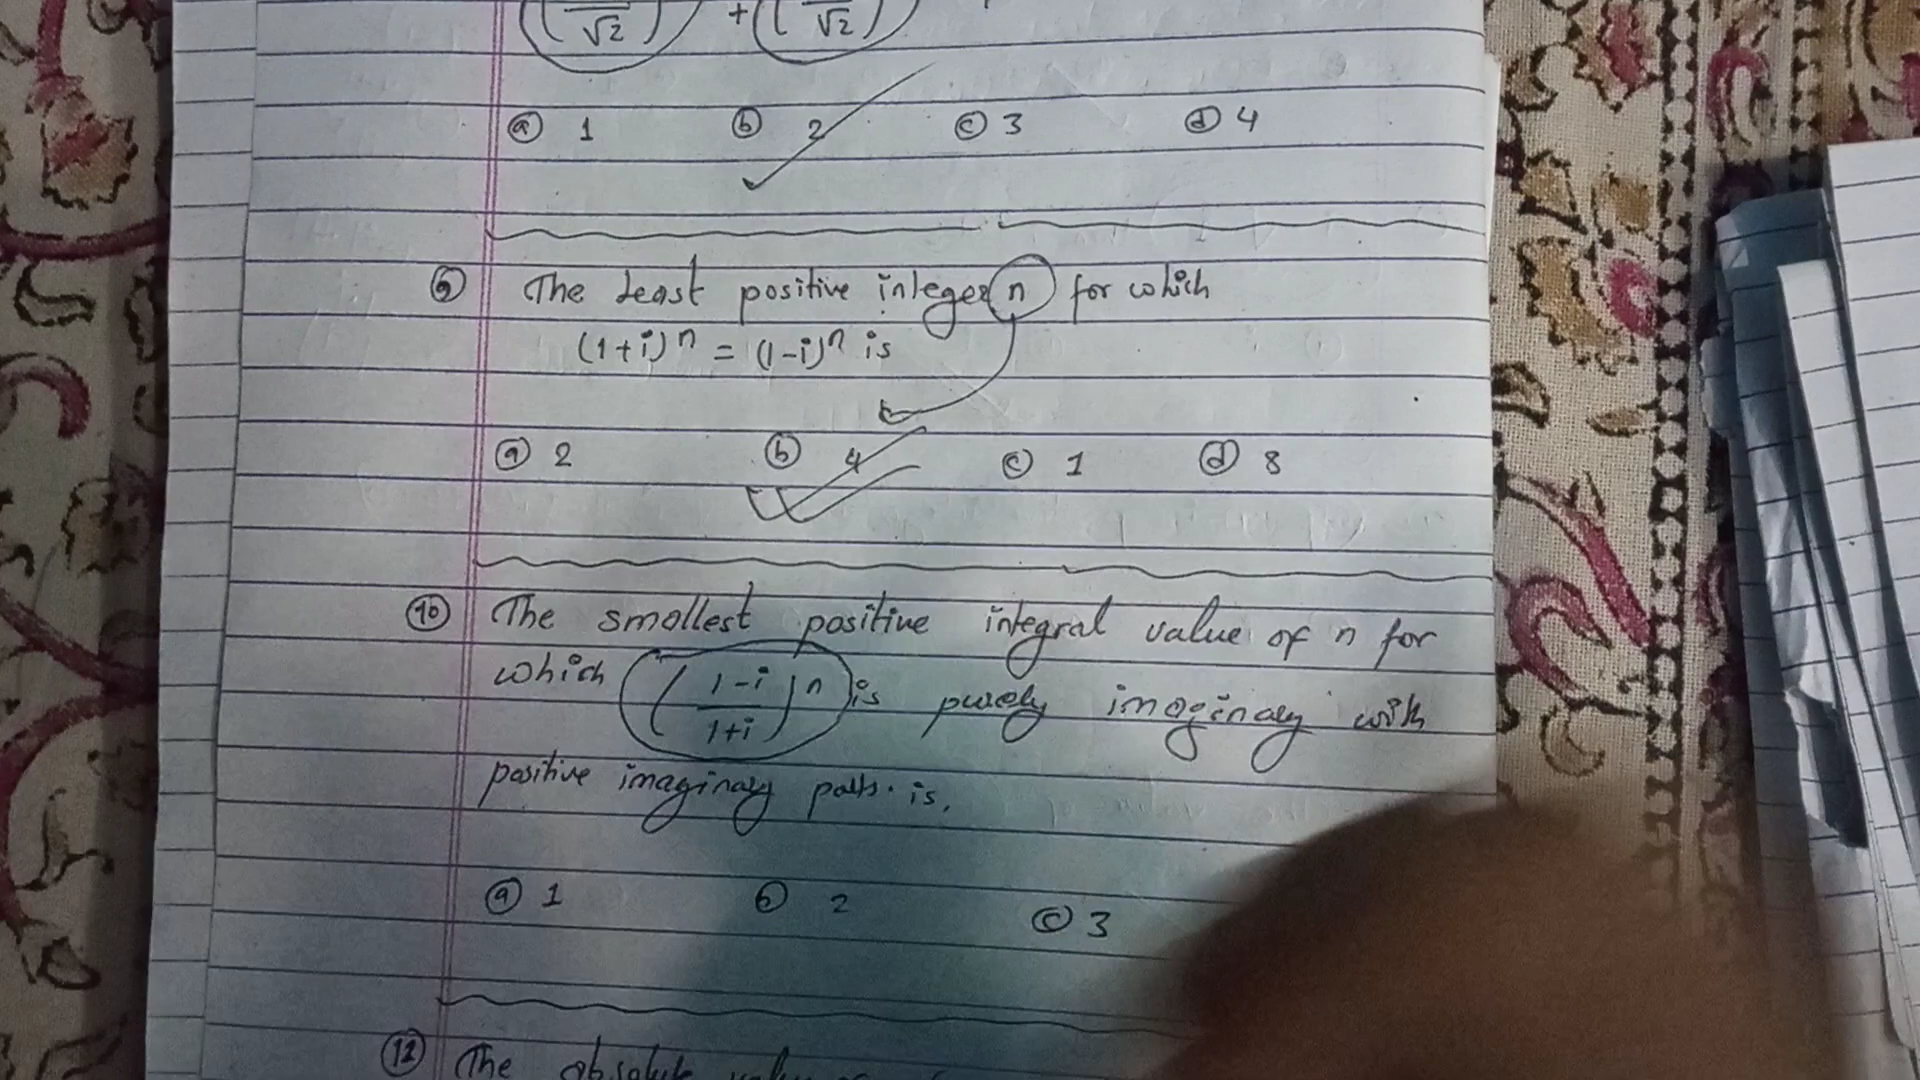 ( /√2 ) + ( /√2 )
ⓐ 1 ⓑ 2 ⓒ 3 ⓓ 4
⑨ The least positive integer n for which
(1+i)ⁿ = (1-i)ⁿ is
ⓐ 2 ⓑ 4 ⓒ 1 ⓓ 8
⑩ The smallest positive integral value of n for
which ((1-i)/(1+i))ⁿ is purely imaginary with
positive imaginary parts. is,
ⓐ 1 ⓑ 2 ⓒ 3
The absolute